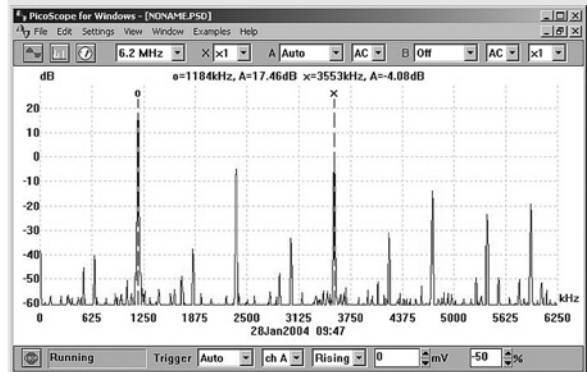 PicoScope for Windows - [NONAME.PSD]
File Edit Settings View Window Examples Help
6.2 MHz X x1 A Auto AC B Off AC x1
dB o=1184kHz, A=17.46dB x=3553kHz, A=-4.08dB
o x
20
10
0
-10
-20
-30
-40
-50
-60 kHz
0 625 1250 1875 2500 3125 3750 4375 5000 5625 6250
28Jan2004 09:47
STOP Running Trigger Auto ch A Rising 0 mV -50 %